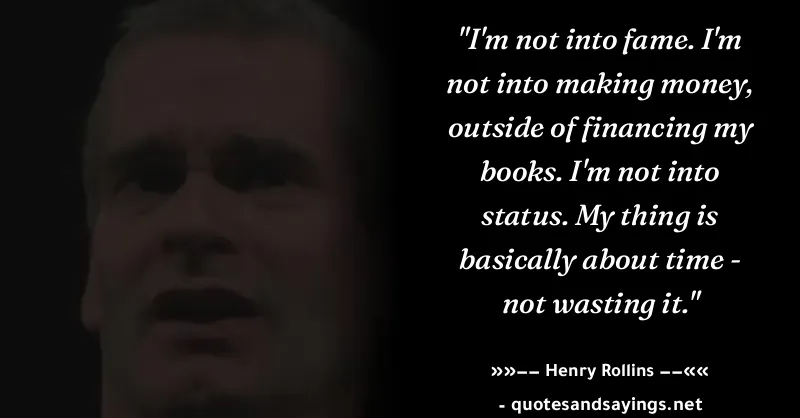 "I'm not into fame. I'm
not into making money,
outside of financing my
books. I'm not into
status. My thing is
basically about time -
not wasting it."
»»−− Henry Rollins −−««
- quotesandsayings.net